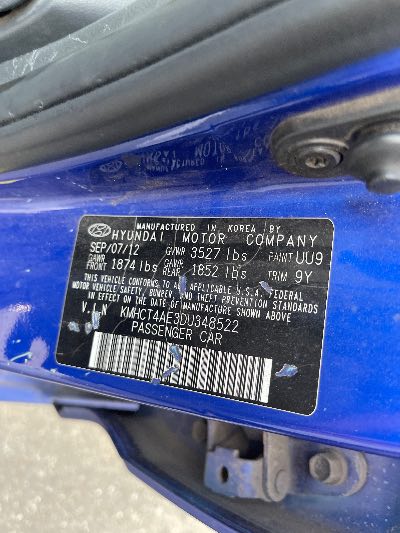 MANUFACTURED IN KOREA BY
HYUNDAI MOTOR COMPANY
SEP/07/12 GVWR 3527 lbs PAINT UU9
GAWR FRONT 1874 lbs GAWR REAR 1852 lbs TRIM 9Y
THIS VEHICLE CONFORMS TO ALL APPLICABLE U.S.A. FEDERAL
MOTOR VEHICLE SAFETY, BUMPER, AND THEFT PREVENTION
STANDARDS IN EFFECT ON THE DATE OF MANUFACTURE SHOWN ABOVE
V.I.N KMHCT4AE3DU348522
PASSENGER CAR